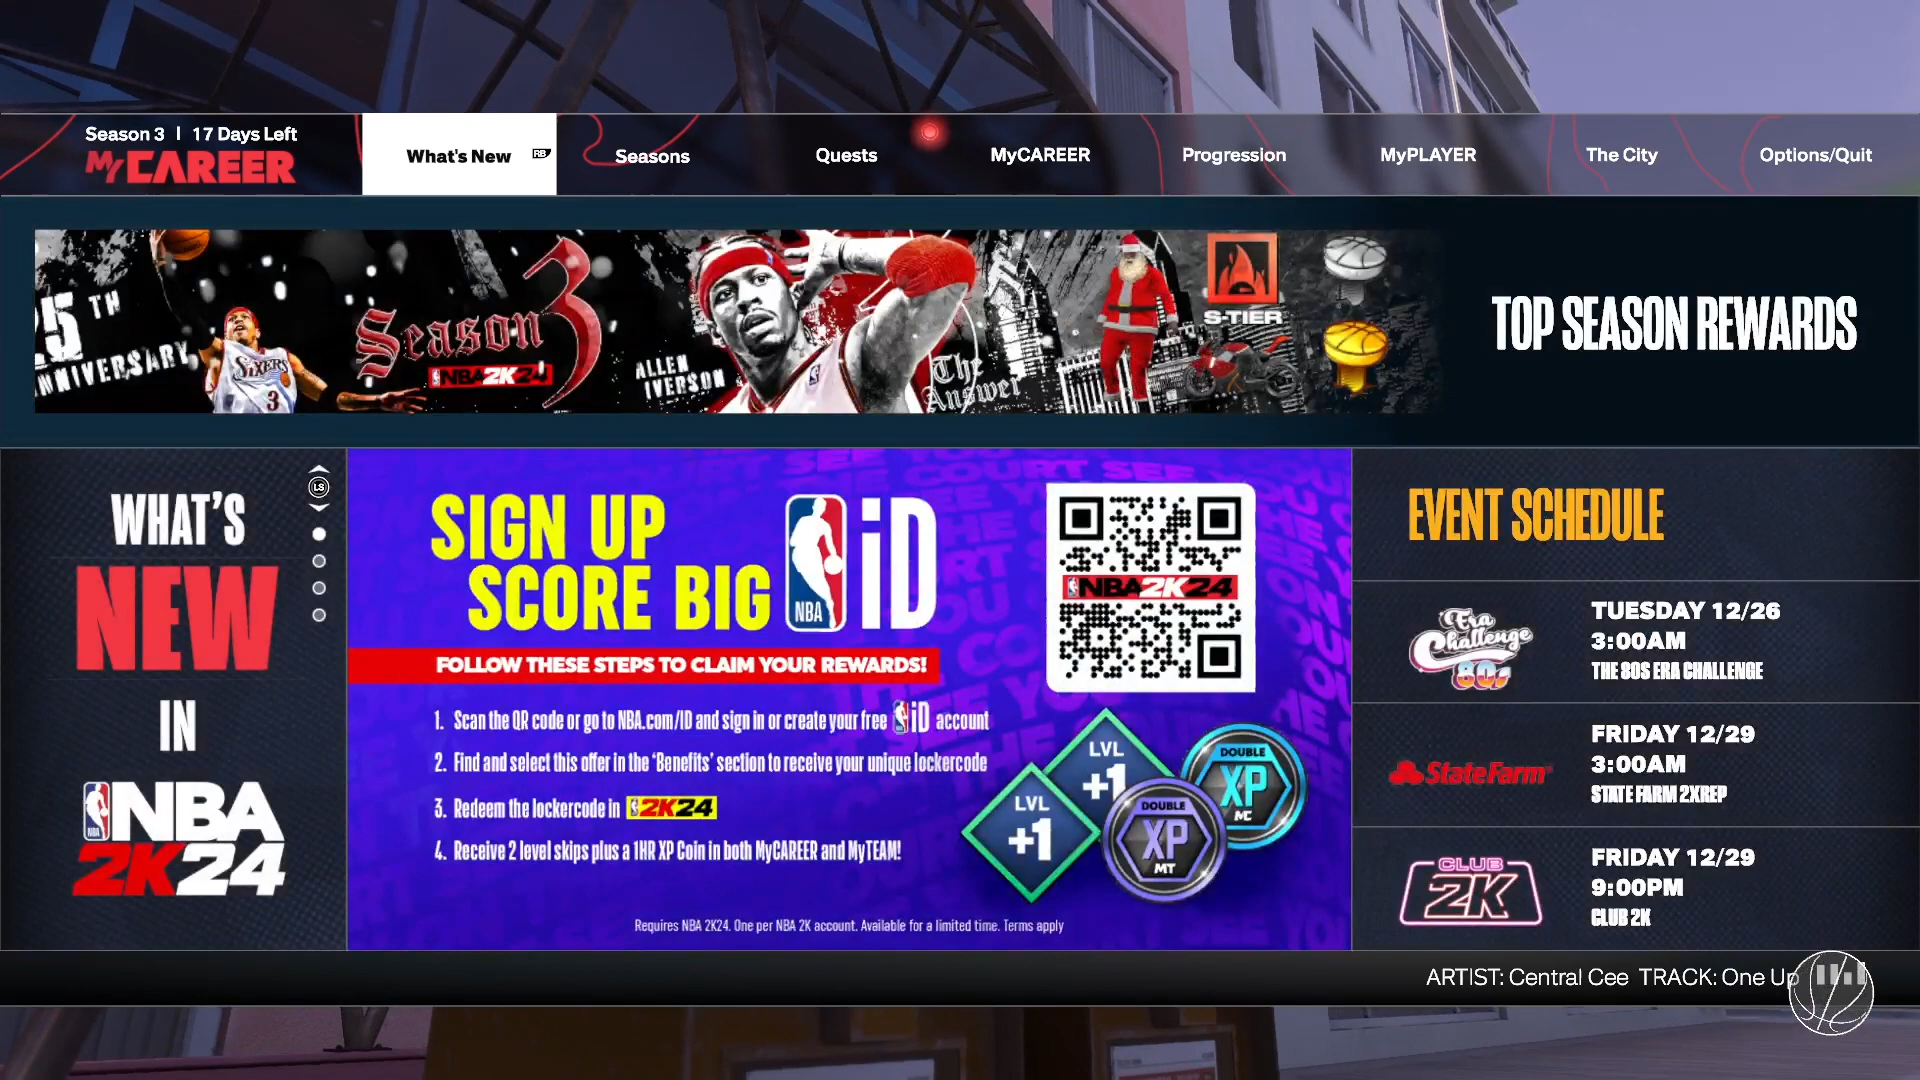 Season 3 | 17 Days Left
MyCAREER
What's New
RB
Seasons
Quests
MyCAREER
Progression
MyPLAYER
The City
Options/Quit
5TH
ANNIVERSARY
SIXERS
3
Season 3
NBA2K24
ALLEN
IVERSON
The
Answer
S-TIER
TOP SEASON REWARDS
WHAT'S
NEW
IN
NBA
2K24
LS
SIGN UP
SCORE BIG
NBA
iD
FOLLOW THESE STEPS TO CLAIM YOUR REWARDS!
1. Scan the QR code or go to NBA.com/ID and sign in or create your free iD account
2. Find and select this offer in the 'Benefits' section to receive your unique lockercode
3. Redeem the lockercode in 2K24
4. Receive 2 level skips plus a 1HR XP Coin in both MyCAREER and MyTEAM!
NBA2K24
LVL
+1
LVL
+1
DOUBLE
XP
MT
DOUBLE
XP
MC
Requires NBA 2K24. One per NBA 2K account. Available for a limited time. Terms apply
EVENT SCHEDULE
Era
Challenge
80s
TUESDAY 12/26
3:00AM
THE 80S ERA CHALLENGE
StateFarm
FRIDAY 12/29
3:00AM
STATE FARM 2XREP
CLUB
2K
FRIDAY 12/29
9:00PM
CLUB 2K
ARTIST: Central Cee TRACK: One Up